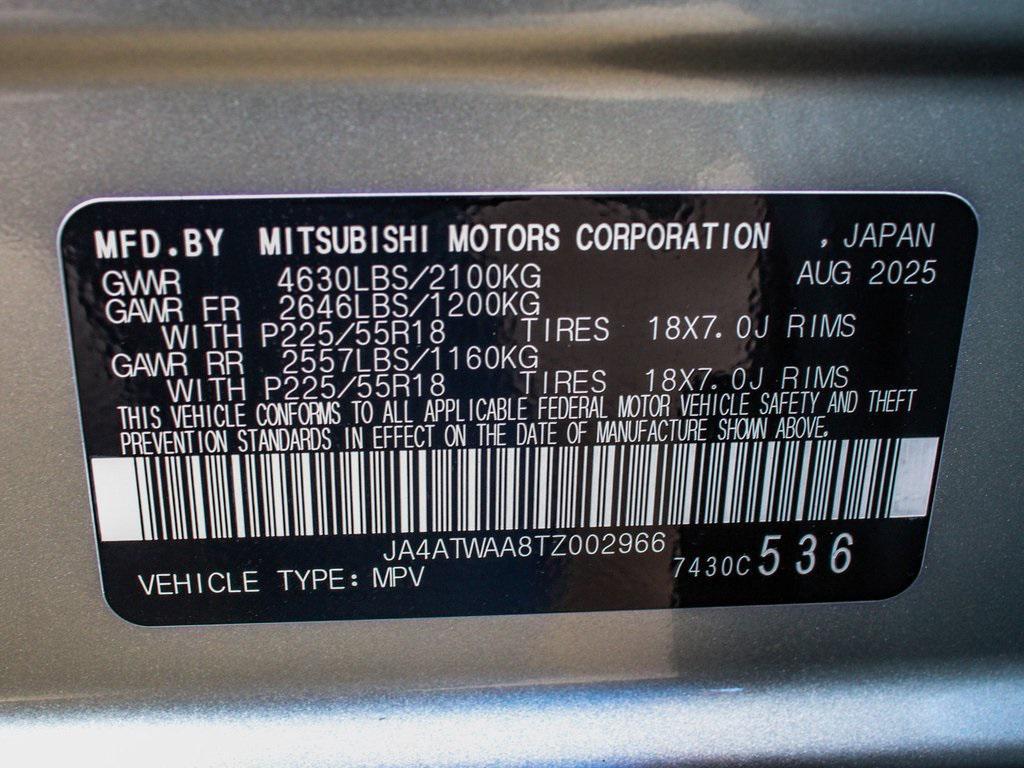 MFD.BY MITSUBISHI MOTORS CORPORATION , JAPAN
GVWR 4630LBS/2100KG AUG 2025
GAWR FR 2646LBS/1200KG
WITH P225/55R18 TIRES 18X7.0J RIMS
GAWR RR 2557LBS/1160KG
WITH P225/55R18 TIRES 18X7.0J RIMS
THIS VEHICLE CONFORMS TO ALL APPLICABLE FEDERAL MOTOR VEHICLE SAFETY AND THEFT
PREVENTION STANDARDS IN EFFECT ON THE DATE OF MANUFACTURE SHOWN ABOVE.
JA4ATWAA8TZ002966
VEHICLE TYPE: MPV 7430C 536